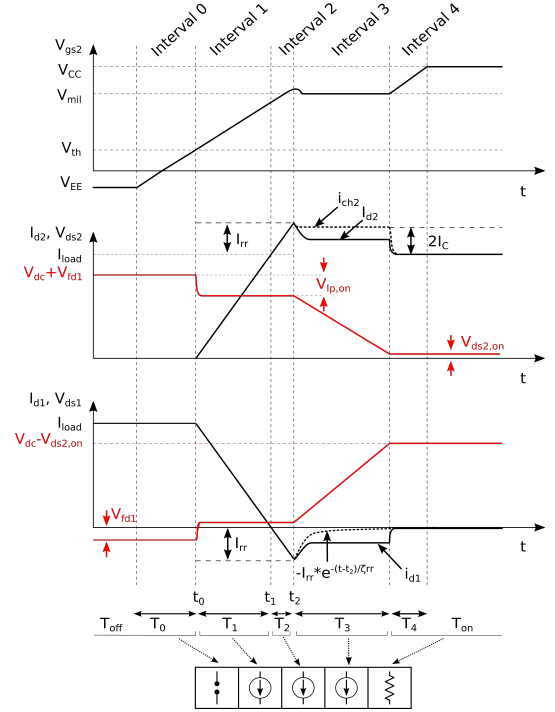 Interval 0
Interval 1
Interval 2
Interval 3
Interval 4
Vgs2
VCC
Vmil
Vth
VEE
t
ich2
Id2
Id2, Vds2
Irr
2IC
Iload
Vdc+Vfd1
Vlp,on
Vds2,on
t
Id1, Vds1
Iload
Vdc-Vds2,on
Vfd1
Irr
t
-Irr*e-(t-t2)/ζrr
id1
t0 t1 t2
Toff T0 T1 T2 T3 T4 Ton